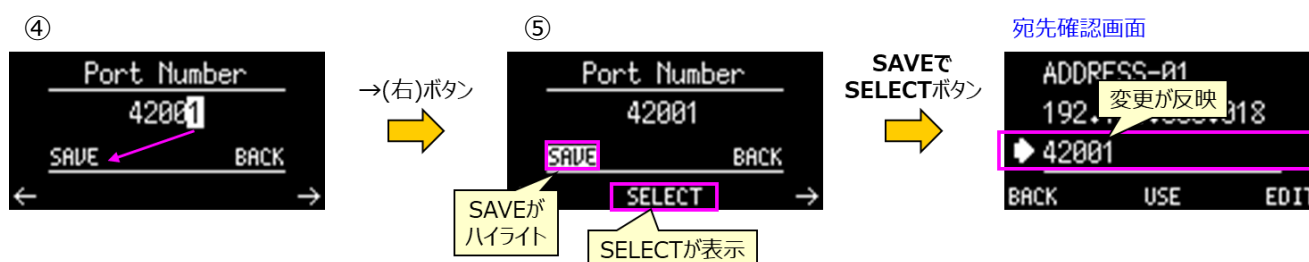 ④
Port Number
42001
SAVE BACK
← →
→(右)ボタン
⑤
Port Number
42001
SAVE BACK
SELECT →
SAVEが
ハイライト
SELECTが表示
SAVEで
SELECTボタン
宛先確認画面
ADDRESS-01
192. .018
変更が反映
42001
BACK USE EDIT